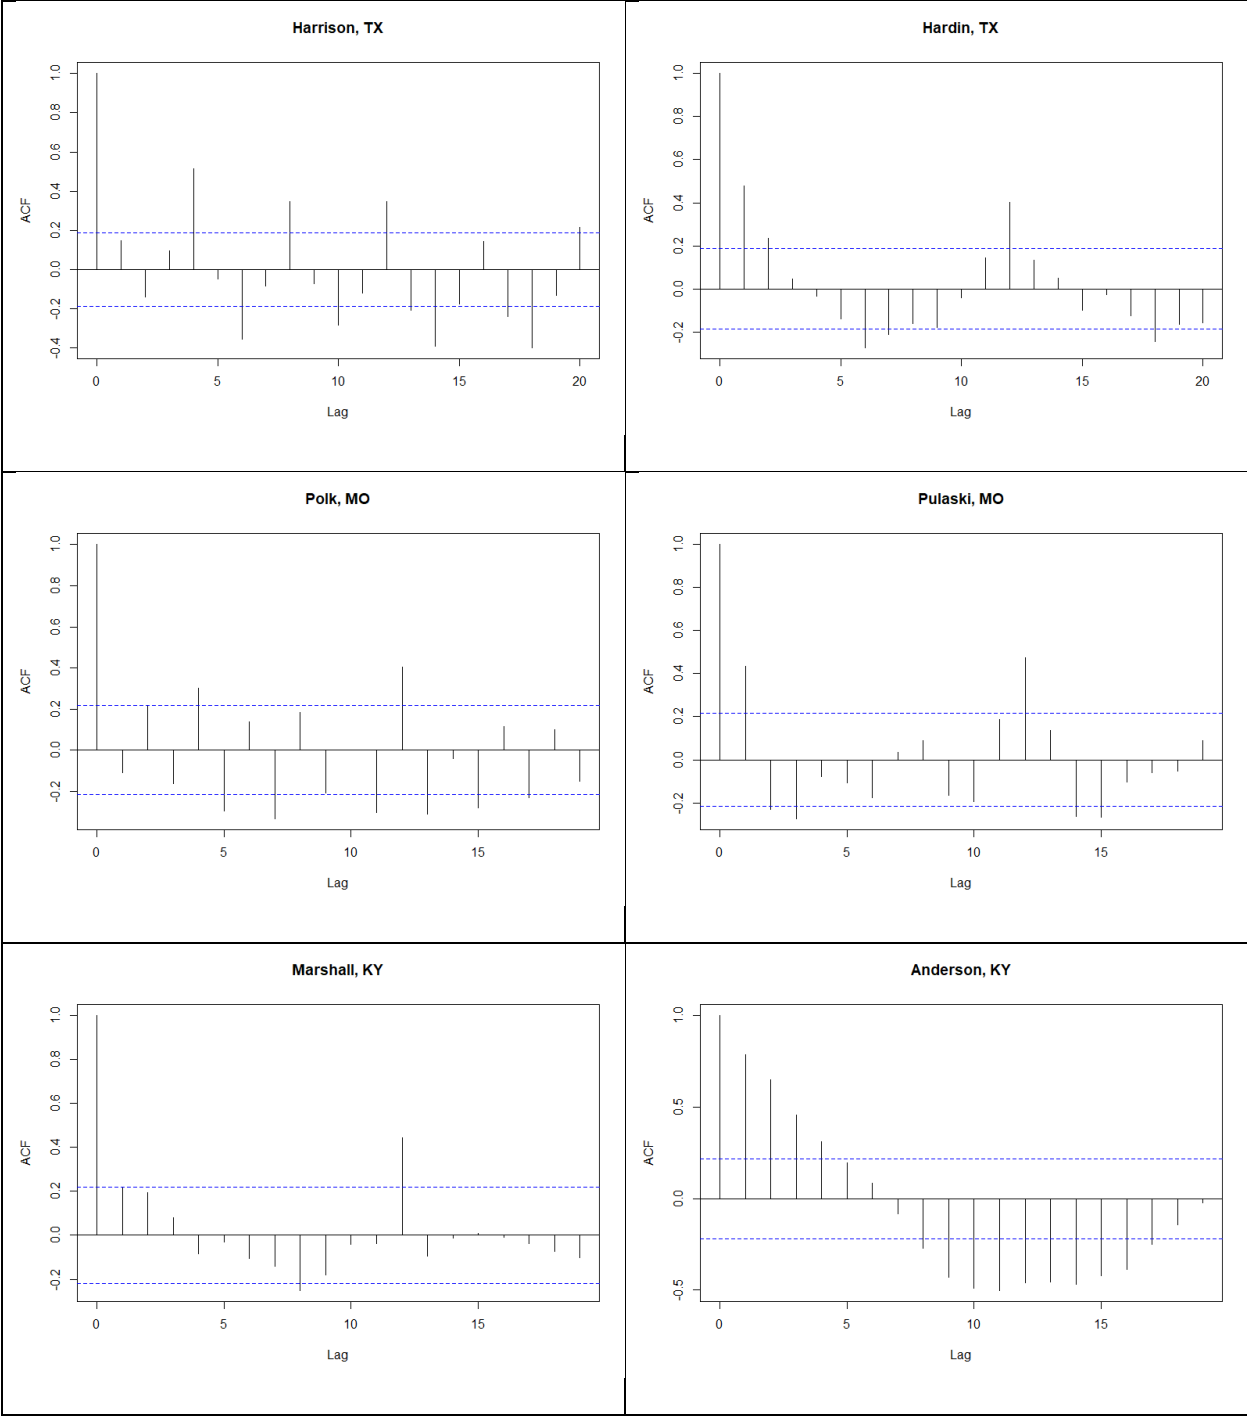 Harrison, TX
ACF
1.0
0.8
0.6
0.4
0.2
0.0
-0.2
-0.4
0 5 10 15 20
Lag
Hardin, TX
ACF
1.0
0.8
0.6
0.4
0.2
0.0
-0.2
0 5 10 15 20
Lag
Polk, MO
ACF
1.0
0.8
0.6
0.4
0.2
0.0
-0.2
0 5 10 15
Lag
Pulaski, MO
ACF
1.0
0.8
0.6
0.4
0.2
0.0
-0.2
0 5 10 15
Lag
Marshall, KY
ACF
1.0
0.8
0.6
0.4
0.2
0.0
-0.2
0 5 10 15
Lag
Anderson, KY
ACF
1.0
0.5
0.0
-0.5
0 5 10 15
Lag